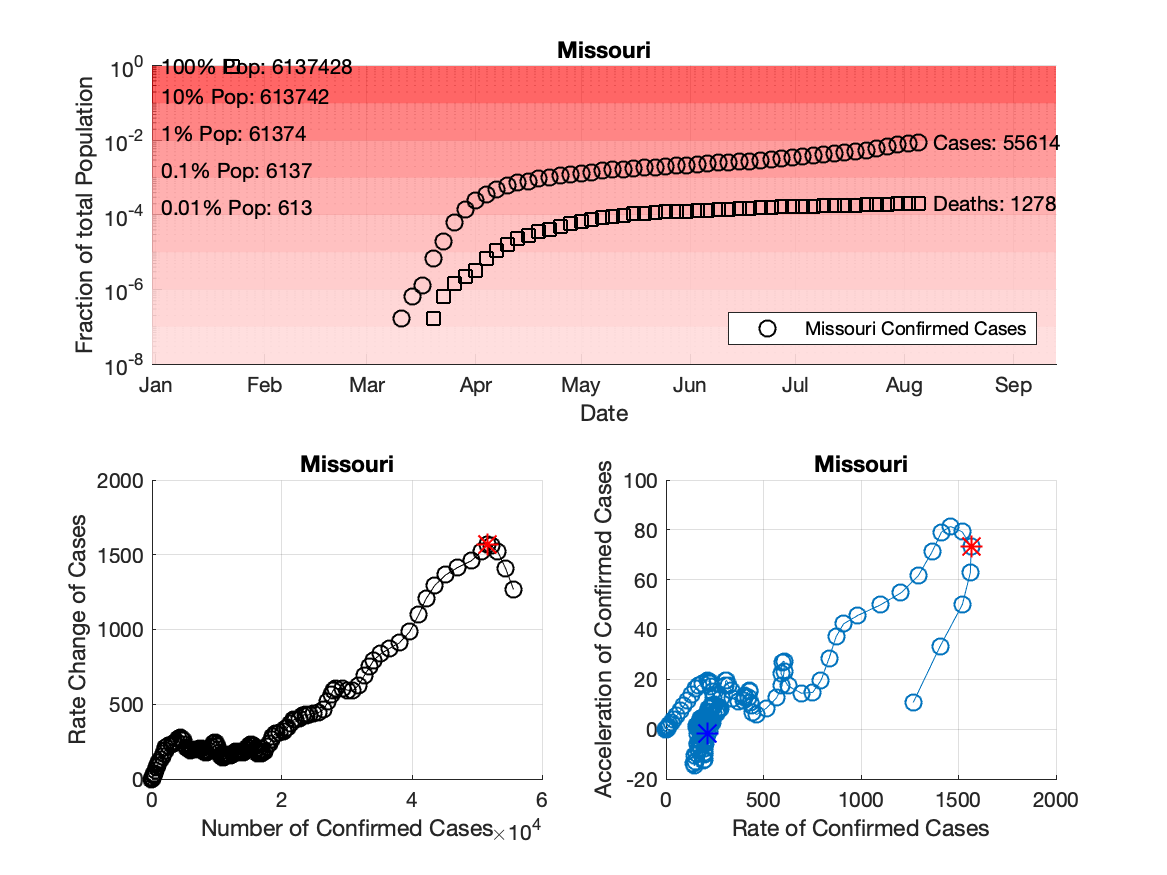 Missouri
Fraction of total Population
10^0
10^-2
10^-4
10^-6
10^-8
100% Pop: 6137428
10% Pop: 613742
1% Pop: 61374
0.1% Pop: 6137
0.01% Pop: 613
Cases: 55614
Deaths: 1278
Missouri Confirmed Cases
Jan Feb Mar Apr May Jun Jul Aug Sep
Date
Missouri
Rate Change of Cases
2000
1500
1000
500
0
0 2 4 6
Number of Confirmed Cases ×10^4
Missouri
Acceleration of Confirmed Cases
100
80
60
40
20
0
-20
0 500 1000 1500 2000
Rate of Confirmed Cases